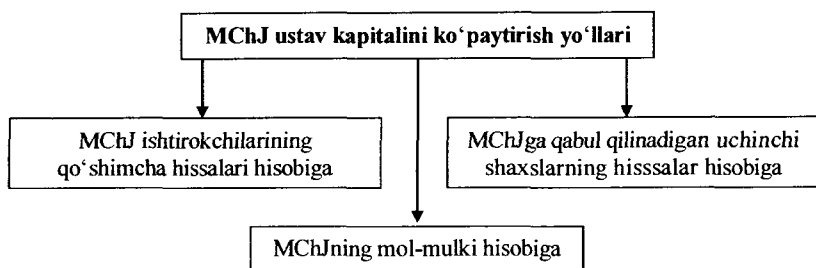 MChJ ustav kapitalini ko‘paytirish yo‘llari
MChJ ishtirokchilarining
qo‘shimcha hissalari hisobiga
MChJga qabul qilinadigan uchinchi
shaxslarning hisssalar hisobiga
MChJning mol-mulki hisobiga